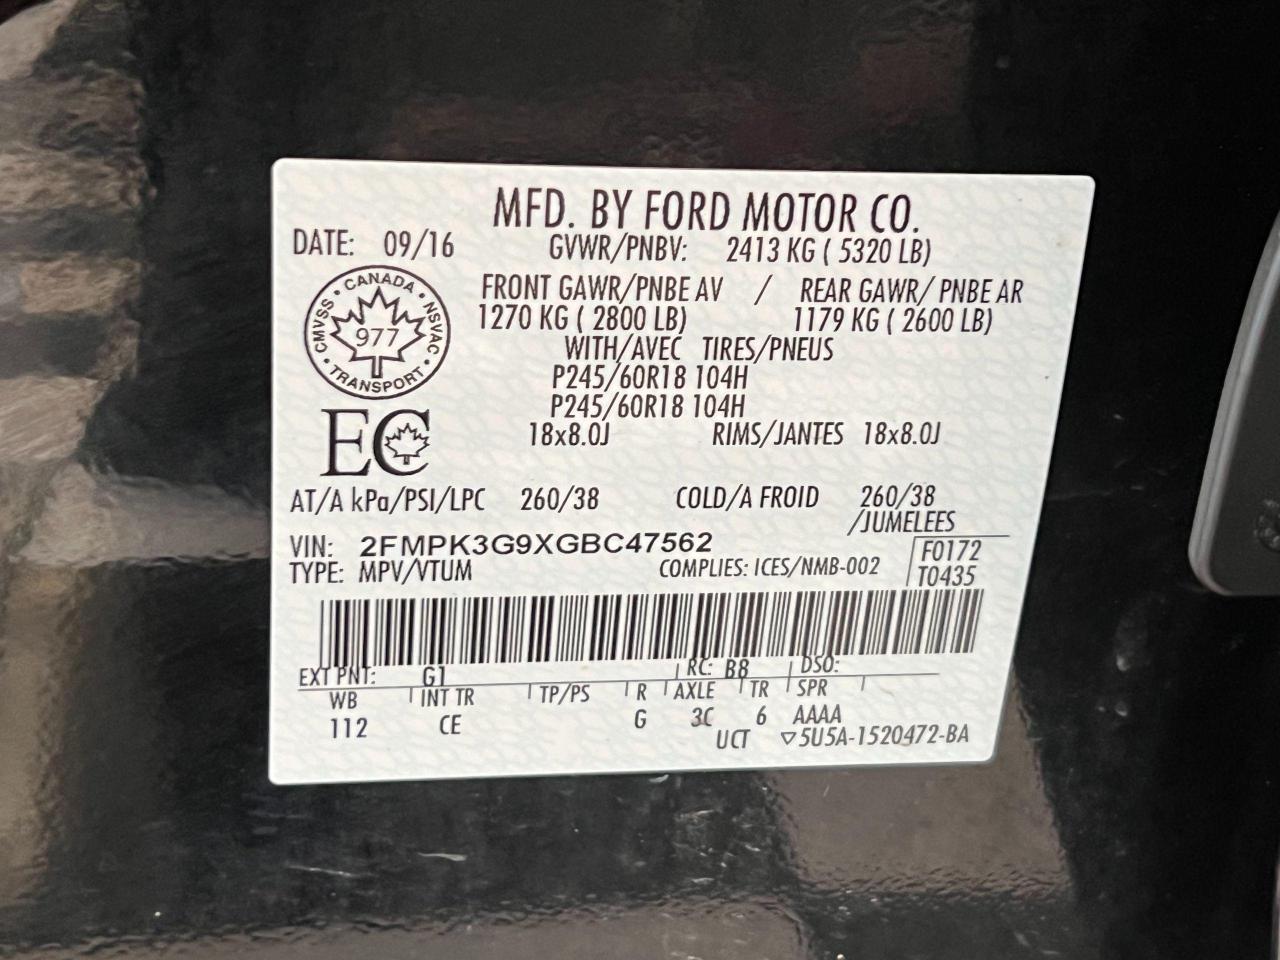 MFD. BY FORD MOTOR CO.
DATE: 09/16 GVWR/PNBV: 2413 KG ( 5320 LB)
FRONT GAWR/PNBE AV / REAR GAWR/ PNBE AR
1270 KG ( 2800 LB) 1179 KG ( 2600 LB)
WITH/AVEC TIRES/PNEUS
P245/60R18 104H
P245/60R18 104H
18x8.0J RIMS/JANTES 18x8.0J
CMVSS • CANADA • NSVAC • TRANSPORT •
977
EC
AT/A kPa/PSI/LPC 260/38 COLD/A FROID 260/38
/JUMELEES
VIN: 2FMPK3G9XGBC47562 F0172
TYPE: MPV/VTUM COMPLIES: ICES/NMB-002 T0435
EXT PNT: G1 RC: B8 DSO:
WB INT TR TP/PS R AXLE TR SPR
112 CE G 3C 6 AAAA
UCT ▽5U5A-1520472-BA